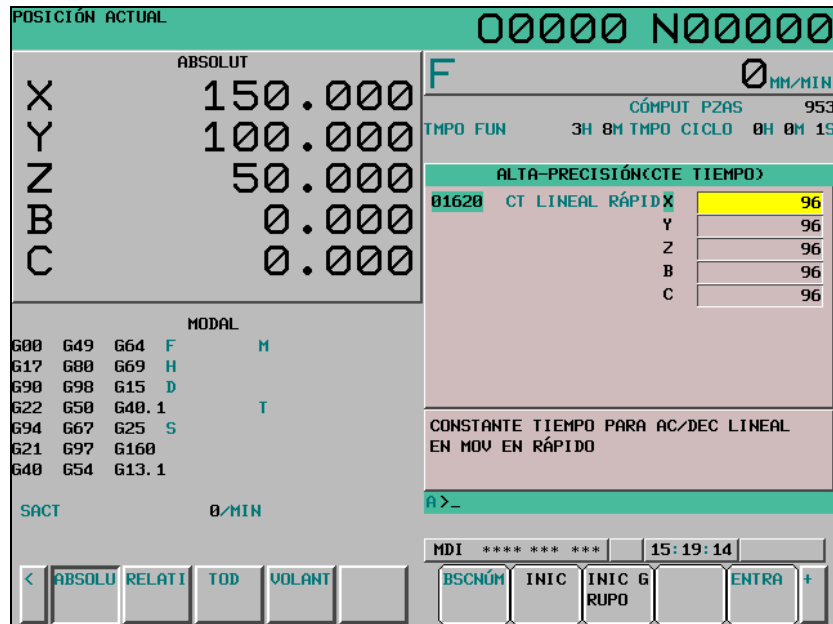 POSICIÓN ACTUAL
O0000 N00000
ABSOLUT
X 150.000
Y 100.000
Z 50.000
B 0.000
C 0.000
F 0 MM/MIN
CÓMPUT PZAS 953
TMPO FUN 3H 8M TMPO CICLO 0H 0M 1S
ALTA-PRECISIÓN(CTE TIEMPO)
01620 CT LINEAL RÁPID X 96
Y 96
Z 96
B 96
C 96
CONSTANTE TIEMPO PARA AC/DEC LINEAL
EN MOV EN RÁPIDO
MODAL
G00 G49 G64 F M
G17 G80 G69 H
G90 G98 G15 D
G22 G50 G40.1 T
G94 G67 G25 S
G21 G97 G160
G40 G54 G13.1
SACT 0/MIN
A>_
MDI **** *** *** 15:19:14
< ABSOLU RELATI TOD VOLANT
BSCNÚM INIC INIC G ENTRA +
RUPO